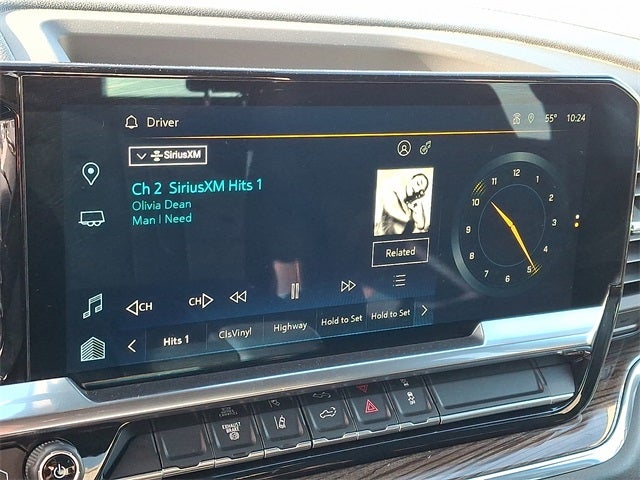 Driver
55° 10:24
SiriusXM
Ch 2 SiriusXM Hits 1
Olivia Dean
Man I Need
Related
CH
CH
Hits 1
ClsVinyl
Highway
Hold to Set
Hold to Set
12
1
2
3
4
5
6
7
8
9
10
11
EXHAUST
BRAKE